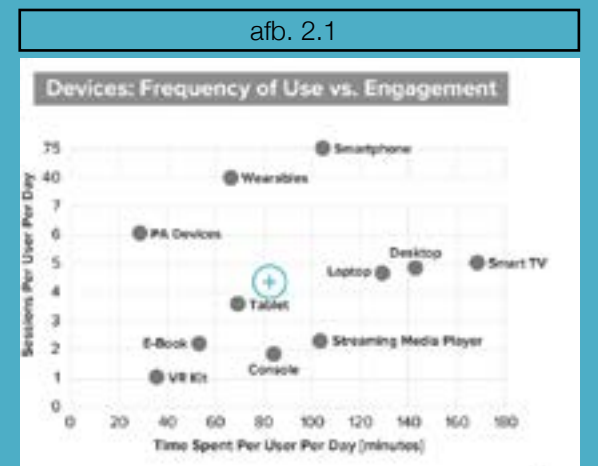 afb. 2.1
Devices: Frequency of Use vs. Engagement
Sessions Per User Per Day
75
40
7
6
5
4
3
2
1
0
Smartphone
Wearables
PA Devices
Desktop
Laptop
Smart TV
Tablet
E-Book
Streaming Media Player
Console
VR Kit
0 20 40 60 80 100 120 140 160 180
Time Spent Per User Per Day [minutes]